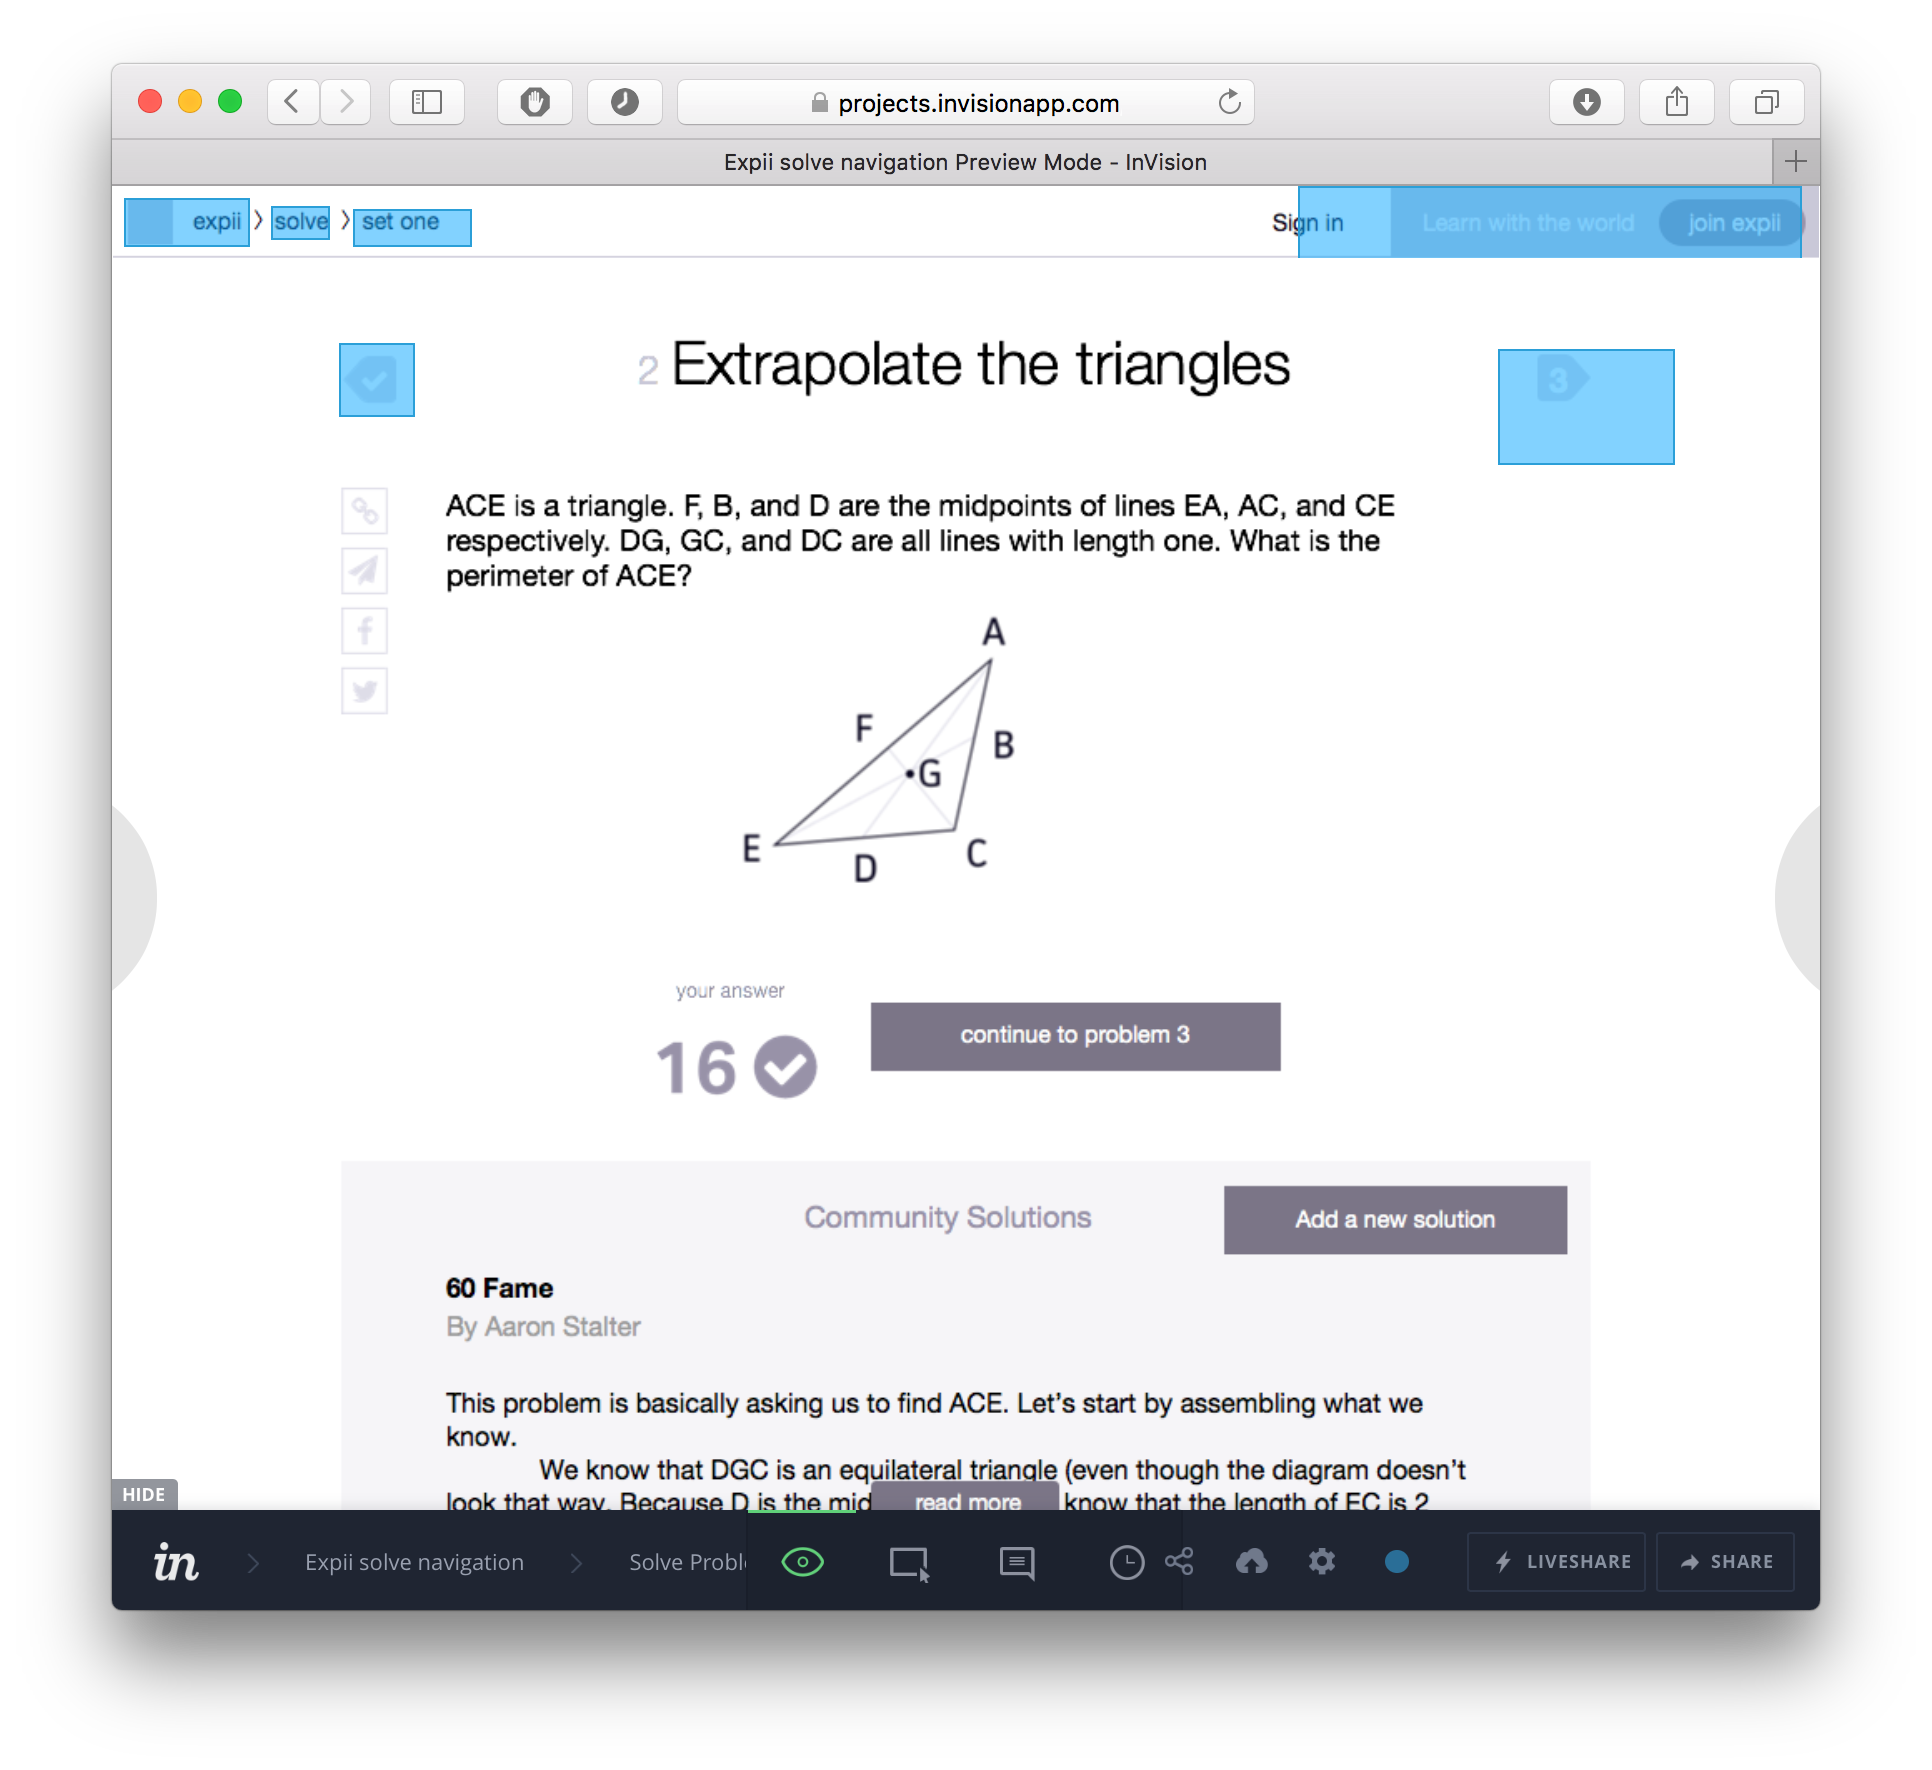 projects.invisionapp.com
Expii solve navigation Preview Mode - InVision
expii › solve › set one
Sign in
Learn with the world
join expii
2 Extrapolate the triangles
3
ACE is a triangle. F, B, and D are the midpoints of lines EA, AC, and CE
respectively. DG, GC, and DC are all lines with length one. What is the
perimeter of ACE?
A
F
B
G
E
D
C
your answer
16
continue to problem 3
Community Solutions
Add a new solution
60 Fame
By Aaron Stalter
This problem is basically asking us to find ACE. Let's start by assembling what we
know.
We know that DGC is an equilateral triangle (even though the diagram doesn't
look that way. Because D is the mid
read more
know that the length of EC is 2
HIDE
in
Expii solve navigation
Solve Proble
LIVESHARE
SHARE